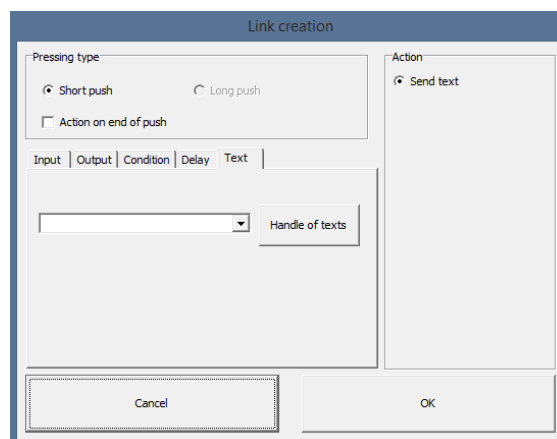 Link creation
Pressing type
Short push
Long push
Action on end of push
Action
Send text
Input
Output
Condition
Delay
Text
Handle of texts
Cancel
OK